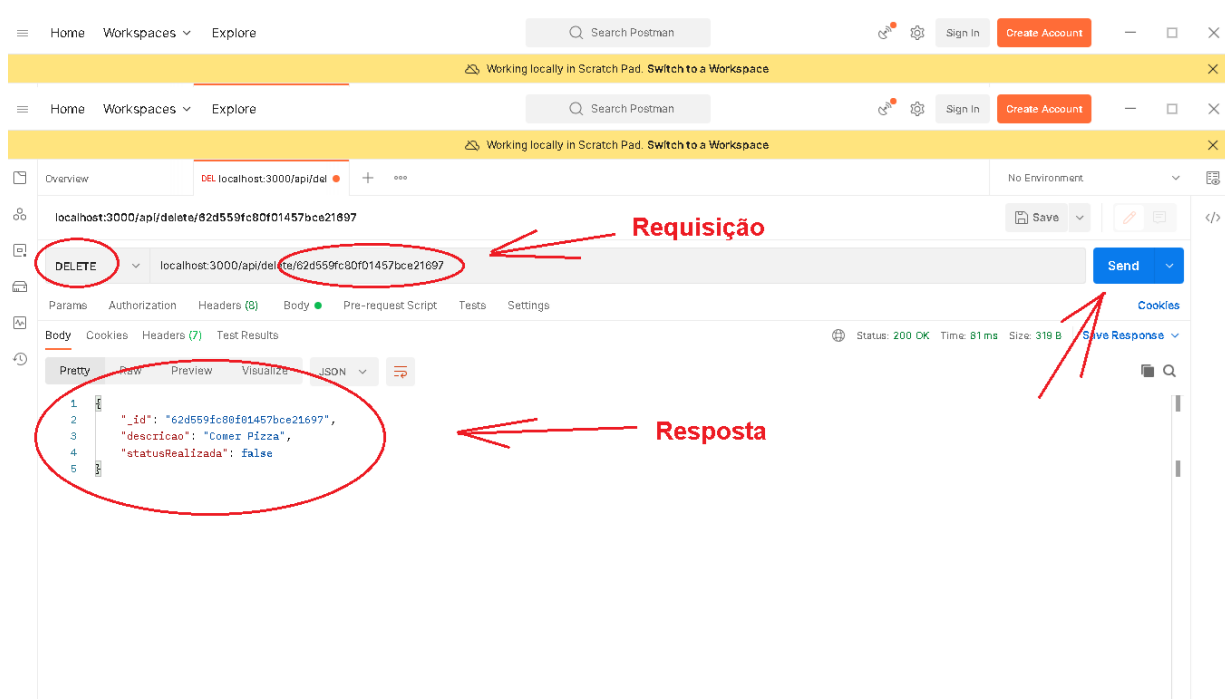 Home Workspaces Explore Search Postman Sign In Create Account
Working locally in Scratch Pad. Switch to a Workspace
Home Workspaces Explore Search Postman Sign In Create Account
Working locally in Scratch Pad. Switch to a Workspace
Overview DEL localhost:3000/api/del No Environment
localhost:3000/api/delete/62d559fc80f01457bce21697 Save
Requisição
DELETE localhost:3000/api/delete/62d559fc80f01457bce21697 Send
Params Authorization Headers (8) Body Pre-request Script Tests Settings Cookies
Body Cookies Headers (7) Test Results Status: 200 OK Time: 81 ms Size: 319 B Save Response
Pretty Raw Preview Visualize JSON
1 {
2 "_id": "62d559fc80f01457bce21697",
3 "descricao": "Comer Pizza",
4 "statusRealizada": false
5 }
Resposta